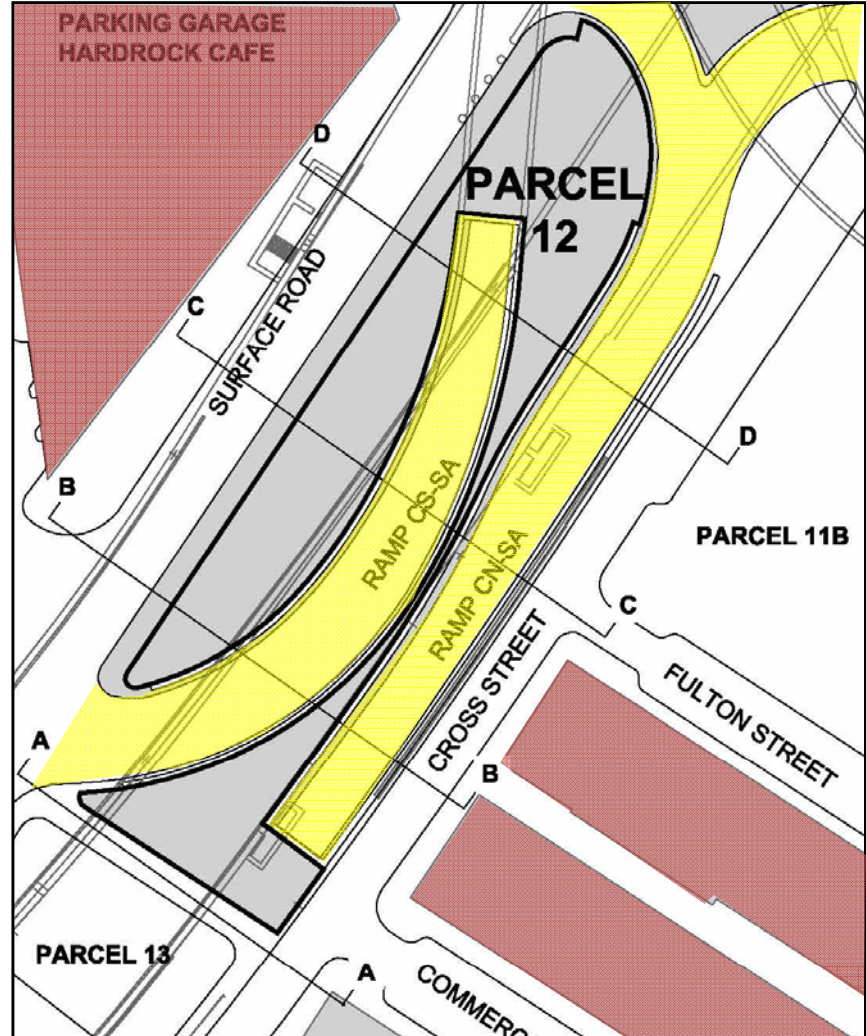 PARKING GARAGE
HARDROCK CAFE
D
PARCEL
12
C
SURFACE ROAD
B
RAMP CS-SA
D
PARCEL 11B
RAMP CN-SA
C
CROSS STREET
FULTON STREET
A
B
PARCEL 13
A
COMMERC